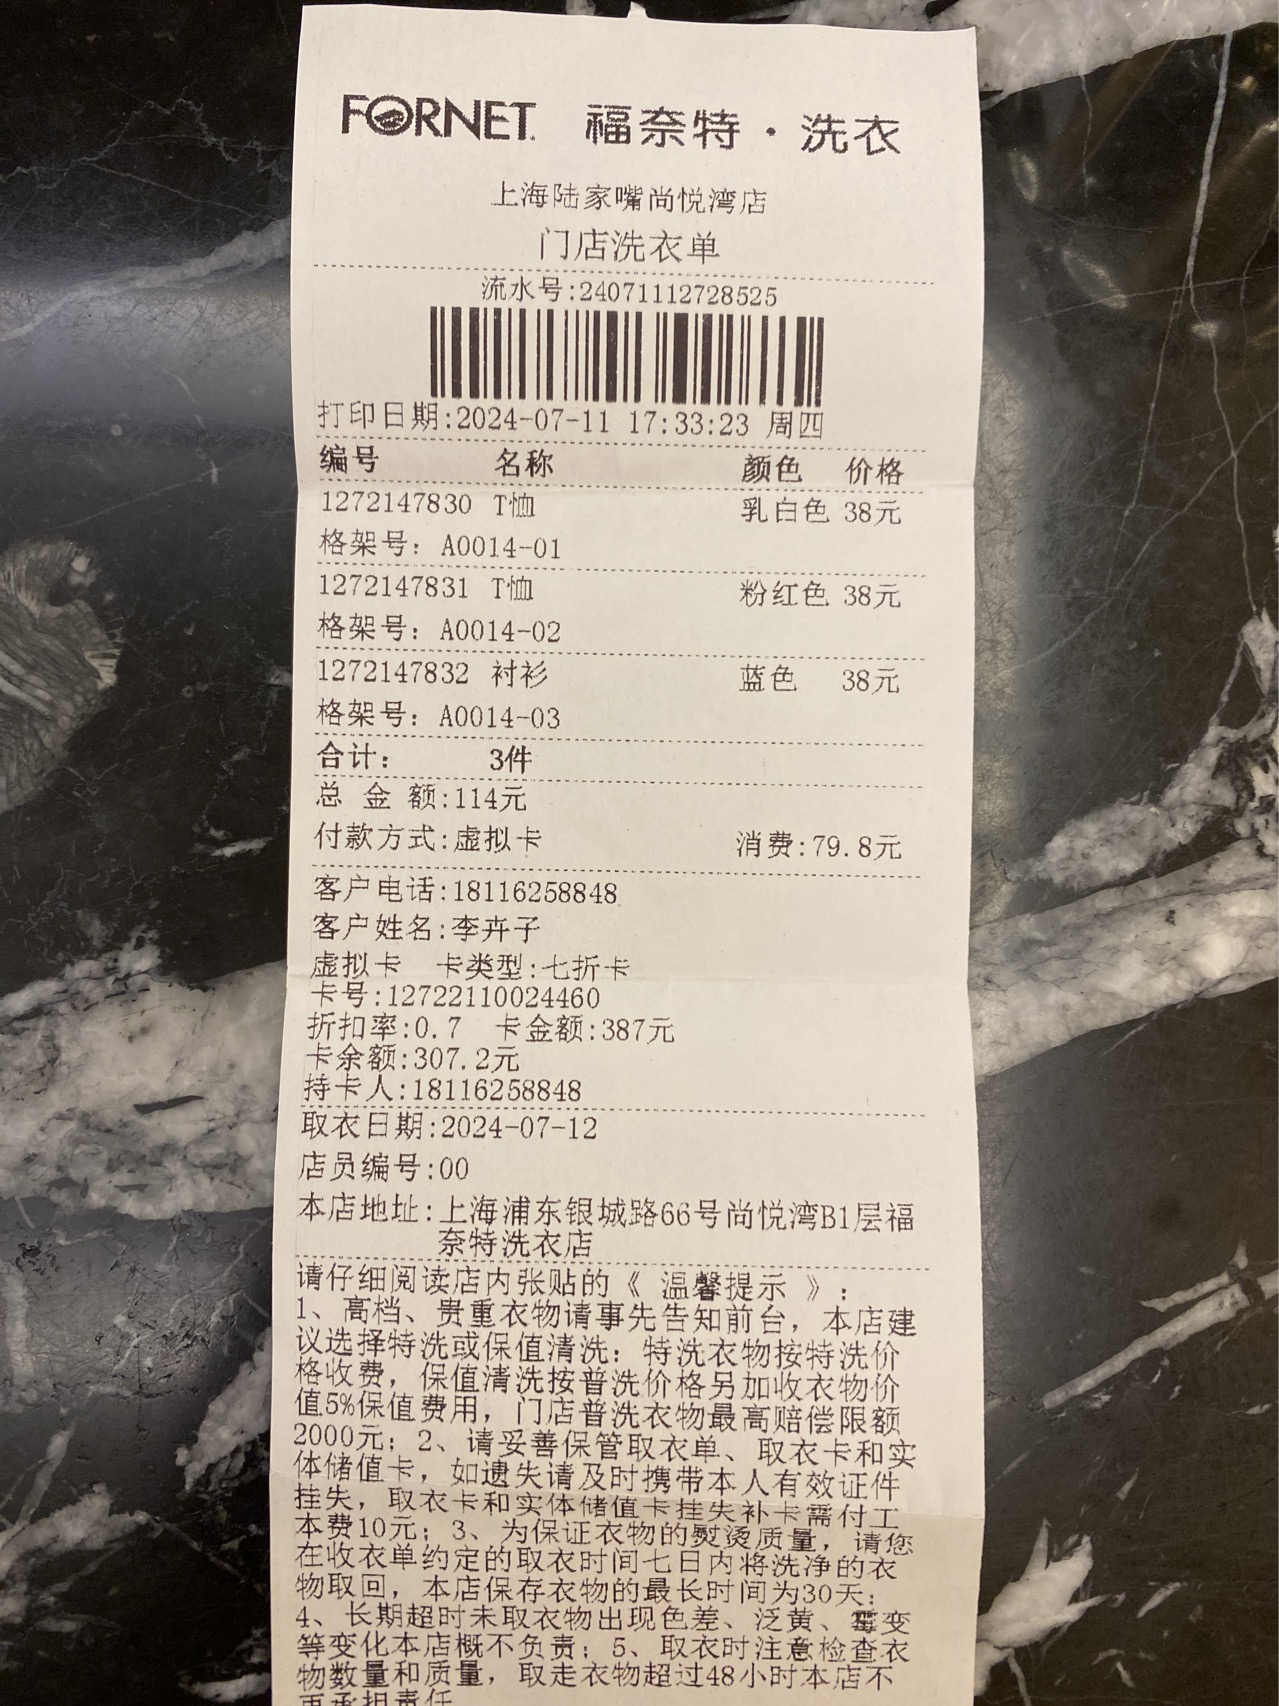 FORNET 福奈特·洗衣
上海陆家嘴尚悦湾店
门店洗衣单
流水号:24071112728525
打印日期:2024-07-11 17:33:23 周四
编号 名称 颜色 价格
1272147830 T恤 乳白色 38元
格架号: A0014-01
1272147831 T恤 粉红色 38元
格架号: A0014-02
1272147832 衬衫 蓝色 38元
格架号: A0014-03
合计: 3件
总 金 额:114元
付款方式:虚拟卡 消费:79.8元
客户电话:18116258848
客户姓名:李卉子
虚拟卡 卡类型:七折卡
卡号:12722110024460
折扣率:0.7 卡金额:387元
卡余额:307.2元
持卡人:18116258848
取衣日期:2024-07-12
店员编号:00
本店地址:上海浦东银城路66号尚悦湾B1层福
奈特洗衣店
请仔细阅读店内张贴的《 温馨提示 》:
1、高档、贵重衣物请事先告知前台，本店建
议选择特洗或保值清洗：特洗衣物按特洗价
格收费，保值清洗按普洗价格另加收衣物价
值5%保值费用，门店普洗衣物最高赔偿限额
2000元；2、请妥善保管取衣单、取衣卡和实
体储值卡，如遗失请及时携带本人有效证件
挂失，取衣卡和实体储值卡挂失补卡需付工
本费10元；3、为保证衣物的熨烫质量，请您
在收衣单约定的取衣时间七日内将洗净的衣
物取回，本店保存衣物的最长时间为30天；
4、长期超时未取衣物出现色差、泛黄、霉变
等变化本店概不负责；5、取衣时注意检查衣
物数量和质量，取走衣物超过48小时本店不
再承担责任